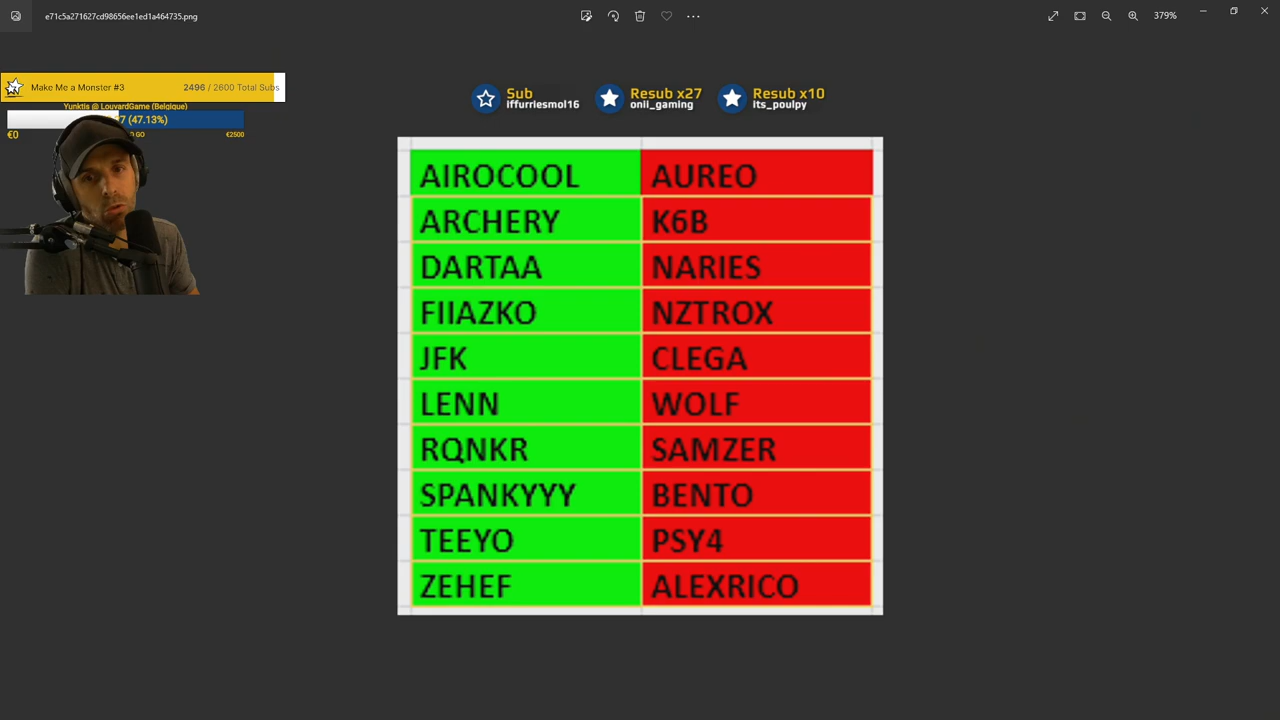 e71c5a271627cd98656ee1ed1a464735.png
379%
Make Me a Monster #3 2496 / 2600 Total Subs
Yunktis @ LouvardGame (Belgique)
7 (47.13%)
€0 O GO €2500
Sub
iffurriesmol16
Resub x27
onii_gaming
Resub x10
its_poulpy
AIROCOOL AUREO
ARCHERY K6B
DARTAA NARIES
FIIAZKO NZTROX
JFK CLEGA
LENN WOLF
RQNKR SAMZER
SPANKYYY BENTO
TEEYO PSY4
ZEHEF ALEXRICO